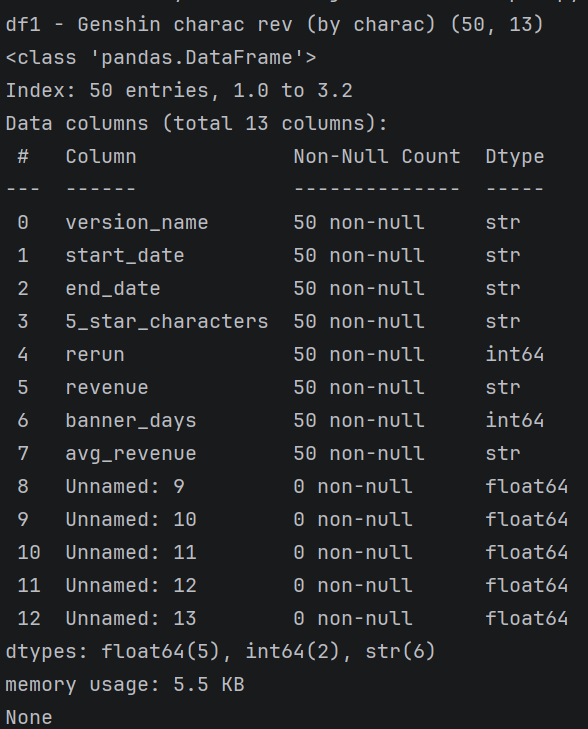 df1 - Genshin charac rev (by charac) (50, 13)
<class 'pandas.DataFrame'>
Index: 50 entries, 1.0 to 3.2
Data columns (total 13 columns):
 #   Column             Non-Null Count  Dtype
---  ------             --------------  -----
 0   version_name       50 non-null     str
 1   start_date         50 non-null     str
 2   end_date           50 non-null     str
 3   5_star_characters  50 non-null     str
 4   rerun              50 non-null     int64
 5   revenue            50 non-null     str
 6   banner_days        50 non-null     int64
 7   avg_revenue        50 non-null     str
 8   Unnamed: 9         0 non-null      float64
 9   Unnamed: 10        0 non-null      float64
 10  Unnamed: 11        0 non-null      float64
 11  Unnamed: 12        0 non-null      float64
 12  Unnamed: 13        0 non-null      float64
dtypes: float64(5), int64(2), str(6)
memory usage: 5.5 KB
None